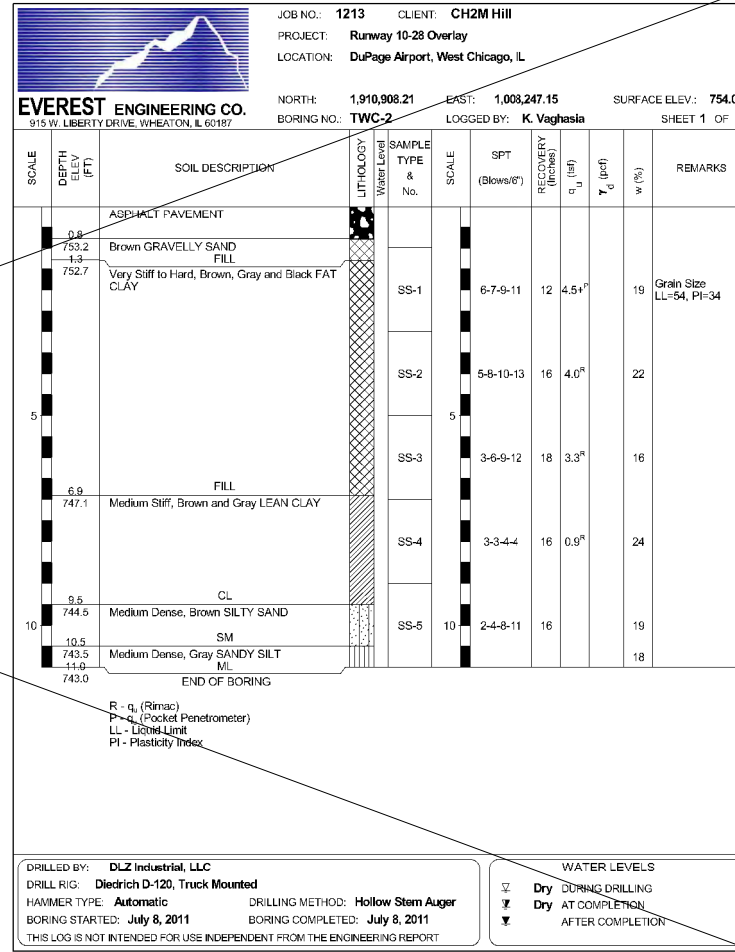 JOB NO.: 1213 CLIENT: CH2M Hill
PROJECT: Runway 10-28 Overlay
LOCATION: DuPage Airport, West Chicago, IL
EVEREST ENGINEERING CO.
915 W. LIBERTY DRIVE, WHEATON, IL 60187
NORTH: 1,910,908.21 EAST: 1,008,247.15 SURFACE ELEV.: 754.0
BORING NO.: TWC-2 LOGGED BY: K. Vaghasia SHEET 1 OF
SCALE DEPTH ELEV (FT) SOIL DESCRIPTION LITHOLOGY Water Level SAMPLE TYPE & No. SCALE SPT (Blows/6") RECOVERY (Inches) qu (tsf) γd (pcf) w (%) REMARKS
ASPHALT PAVEMENT
0.8
753.2 Brown GRAVELLY SAND
1.3 FILL
752.7 Very Stiff to Hard, Brown, Gray and Black FAT
CLAY
SS-1 6-7-9-11 12 4.5+P 19 Grain Size
LL=54, PI=34
SS-2 5-8-10-13 16 4.0R 22
5 5
SS-3 3-6-9-12 18 3.3R 16
6.9 FILL
747.1 Medium Stiff, Brown and Gray LEAN CLAY
SS-4 3-3-4-4 16 0.9R 24
9.5 CL
744.5 Medium Dense, Brown SILTY SAND
10 SS-5 10 2-4-8-11 16 19
10.5 SM
743.5 Medium Dense, Gray SANDY SILT 18
11.0 ML
743.0 END OF BORING
R - qu (Rimac)
P - qu (Pocket Penetrometer)
LL - Liquid Limit
PI - Plasticity Index
DRILLED BY: DLZ Industrial, LLC
DRILL RIG: Diedrich D-120, Truck Mounted
HAMMER TYPE: Automatic DRILLING METHOD: Hollow Stem Auger
BORING STARTED: July 8, 2011 BORING COMPLETED: July 8, 2011
THIS LOG IS NOT INTENDED FOR USE INDEPENDENT FROM THE ENGINEERING REPORT
WATER LEVELS
Dry DURING DRILLING
Dry AT COMPLETION
AFTER COMPLETION